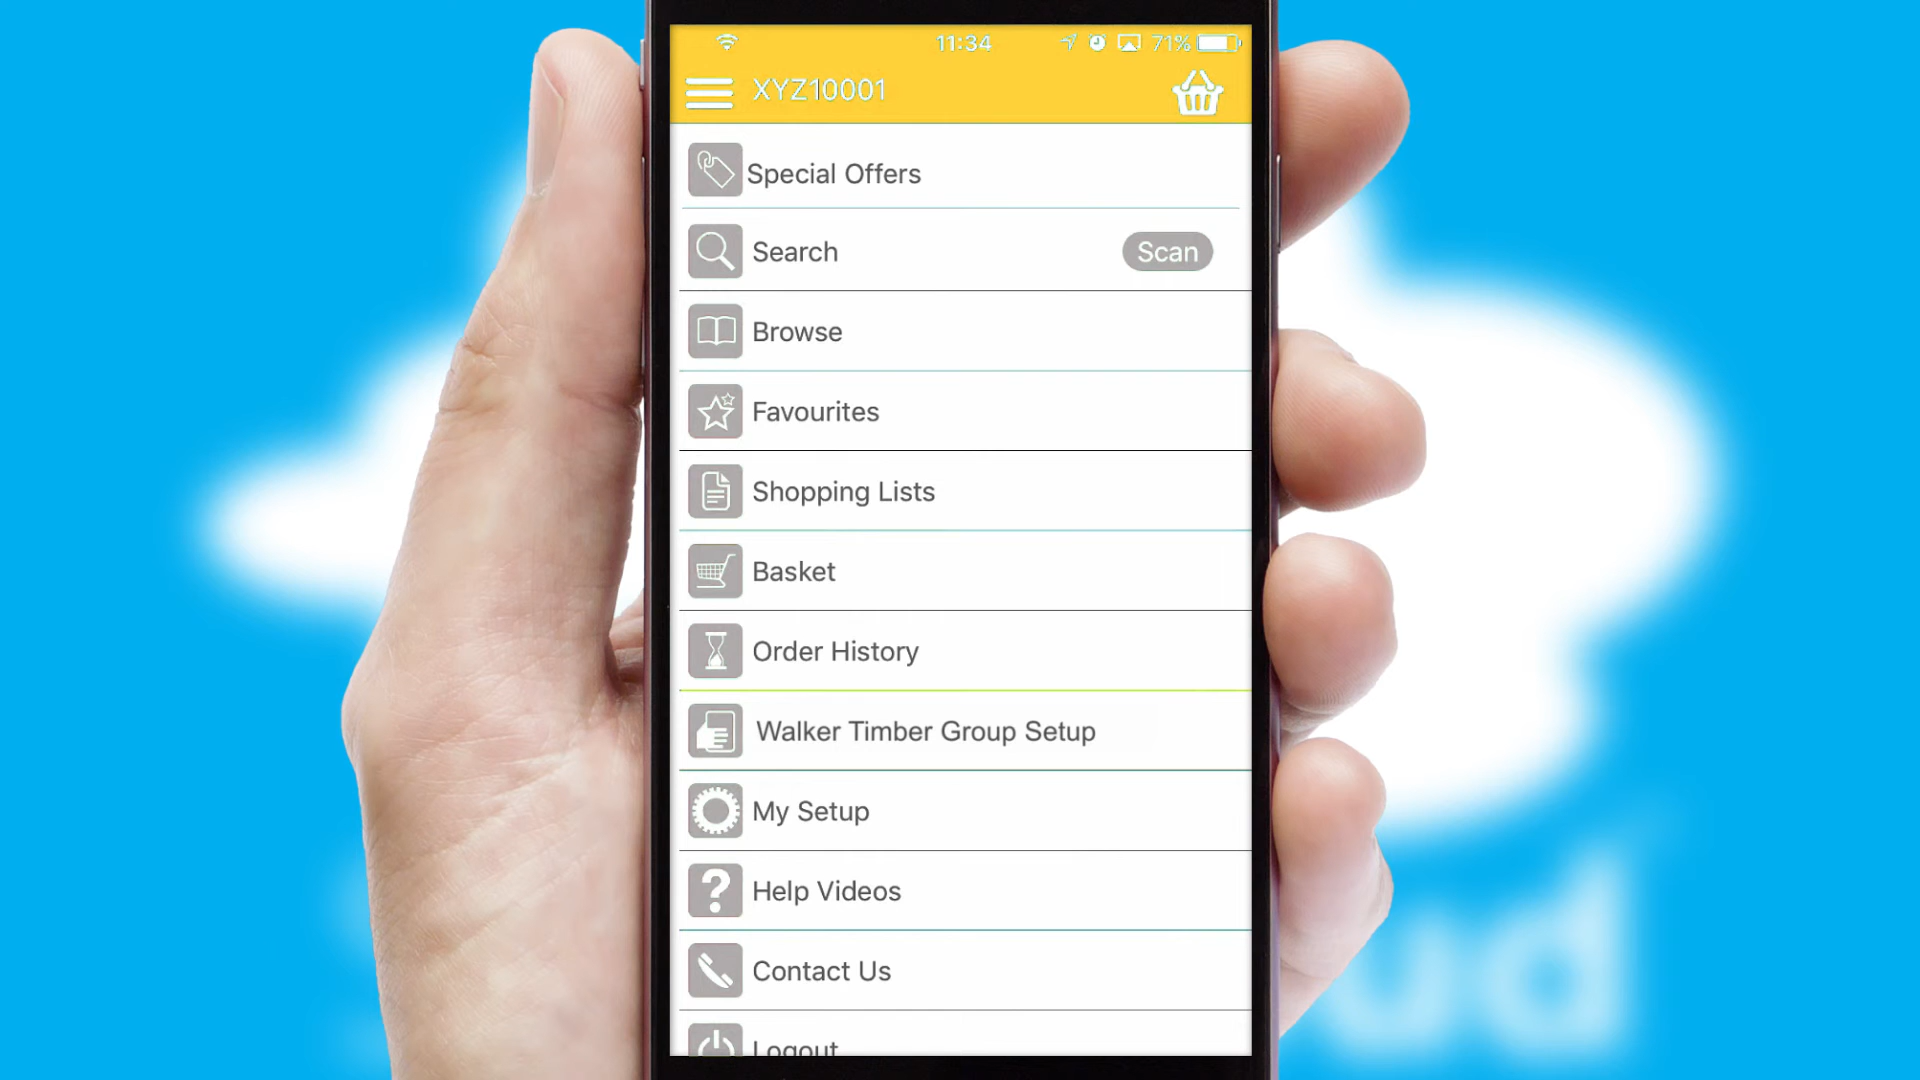 11:34
71%
XYZ10001
Special Offers
Search
Scan
Browse
Favourites
Shopping Lists
Basket
Order History
Walker Timber Group Setup
My Setup
Help Videos
Contact Us
Logout
ud